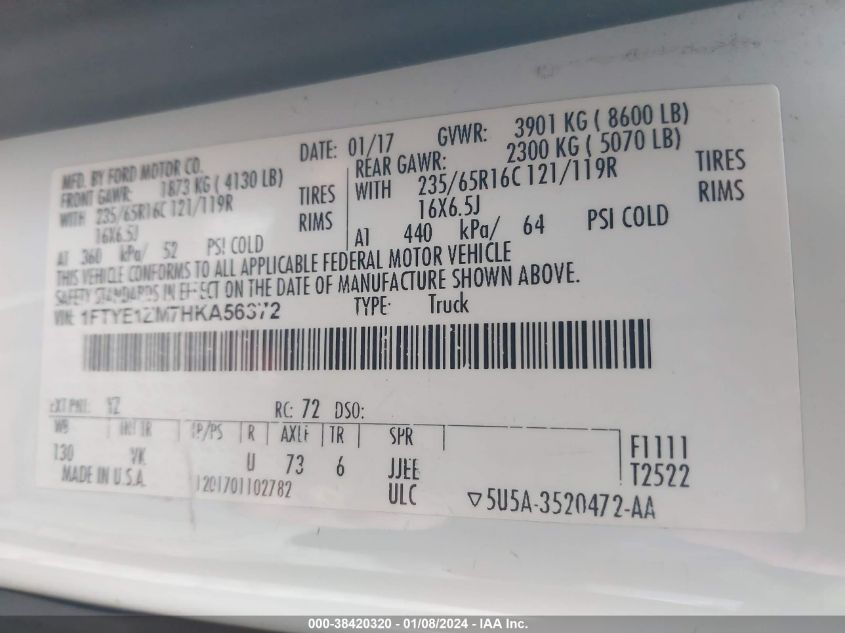 MFD. BY FORD MOTOR CO.
DATE: 01/17 GVWR: 3901 KG ( 8600 LB)
FRONT GAWR: 1873 KG ( 4130 LB)
REAR GAWR: 2300 KG ( 5070 LB)
WITH 235/65R16C 121/119R TIRES
WITH 235/65R16C 121/119R TIRES
16X6.5J RIMS
16X6.5J RIMS
AT 360 kPa/ 52 PSI COLD
AT 440 kPa/ 64 PSI COLD
THIS VEHICLE CONFORMS TO ALL APPLICABLE FEDERAL MOTOR VEHICLE
SAFETY STANDARDS IN EFFECT ON THE DATE OF MANUFACTURE SHOWN ABOVE.
VIN: 1FTYE1ZM7HKA56372
TYPE: Truck
EXT PNT: YZ RC: 72 DSO:
WB INT TR TP/PS R AXLE TR SPR
130 VK U 73 6 JJEE
F1111
T2522
MADE IN U.S.A. 1201701102782 ULC
▽5U5A-3520472-AA
000-38420320 - 01/08/2024 - IAA Inc.